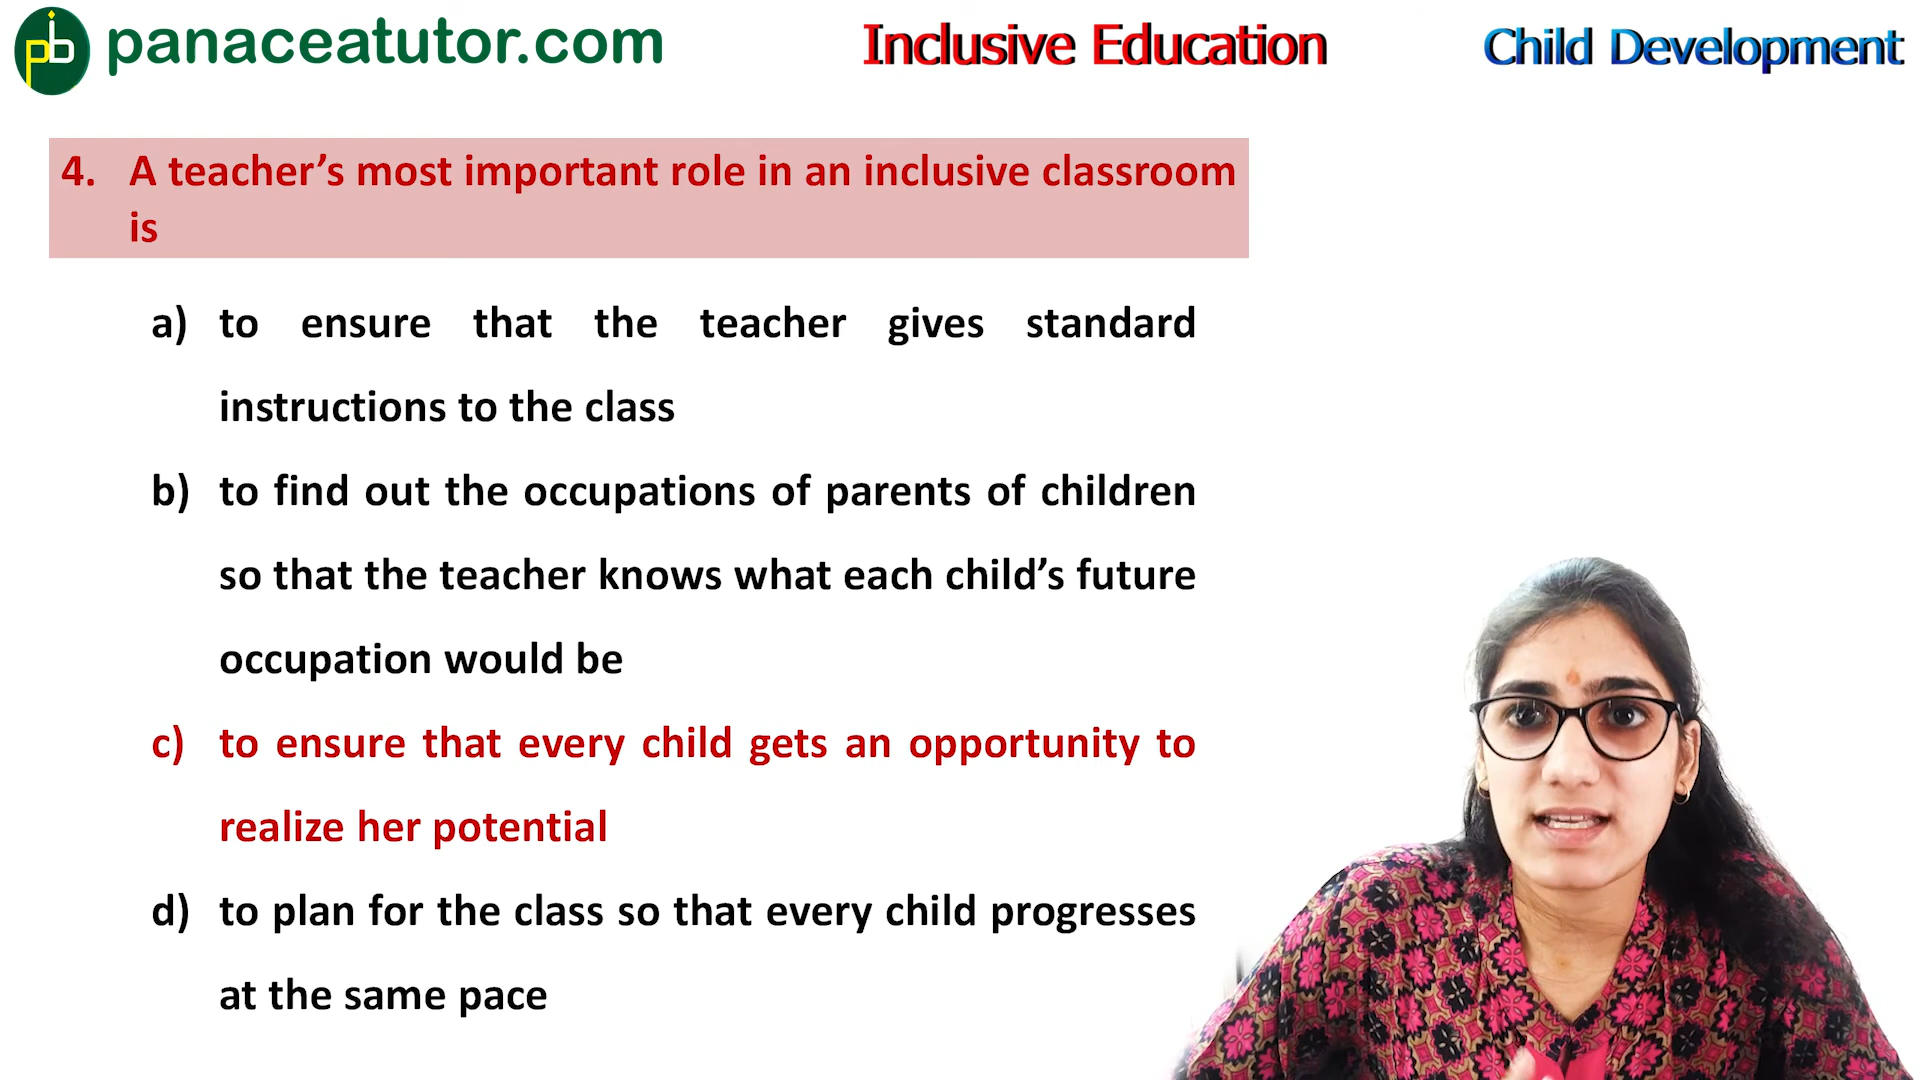 pb panaceatutor.com
Inclusive Education
Child Development
4. A teacher’s most important role in an inclusive classroom
is
a) to ensure that the teacher gives standard
instructions to the class
b) to find out the occupations of parents of children
so that the teacher knows what each child’s future
occupation would be
c) to ensure that every child gets an opportunity to
realize her potential
d) to plan for the class so that every child progresses
at the same pace